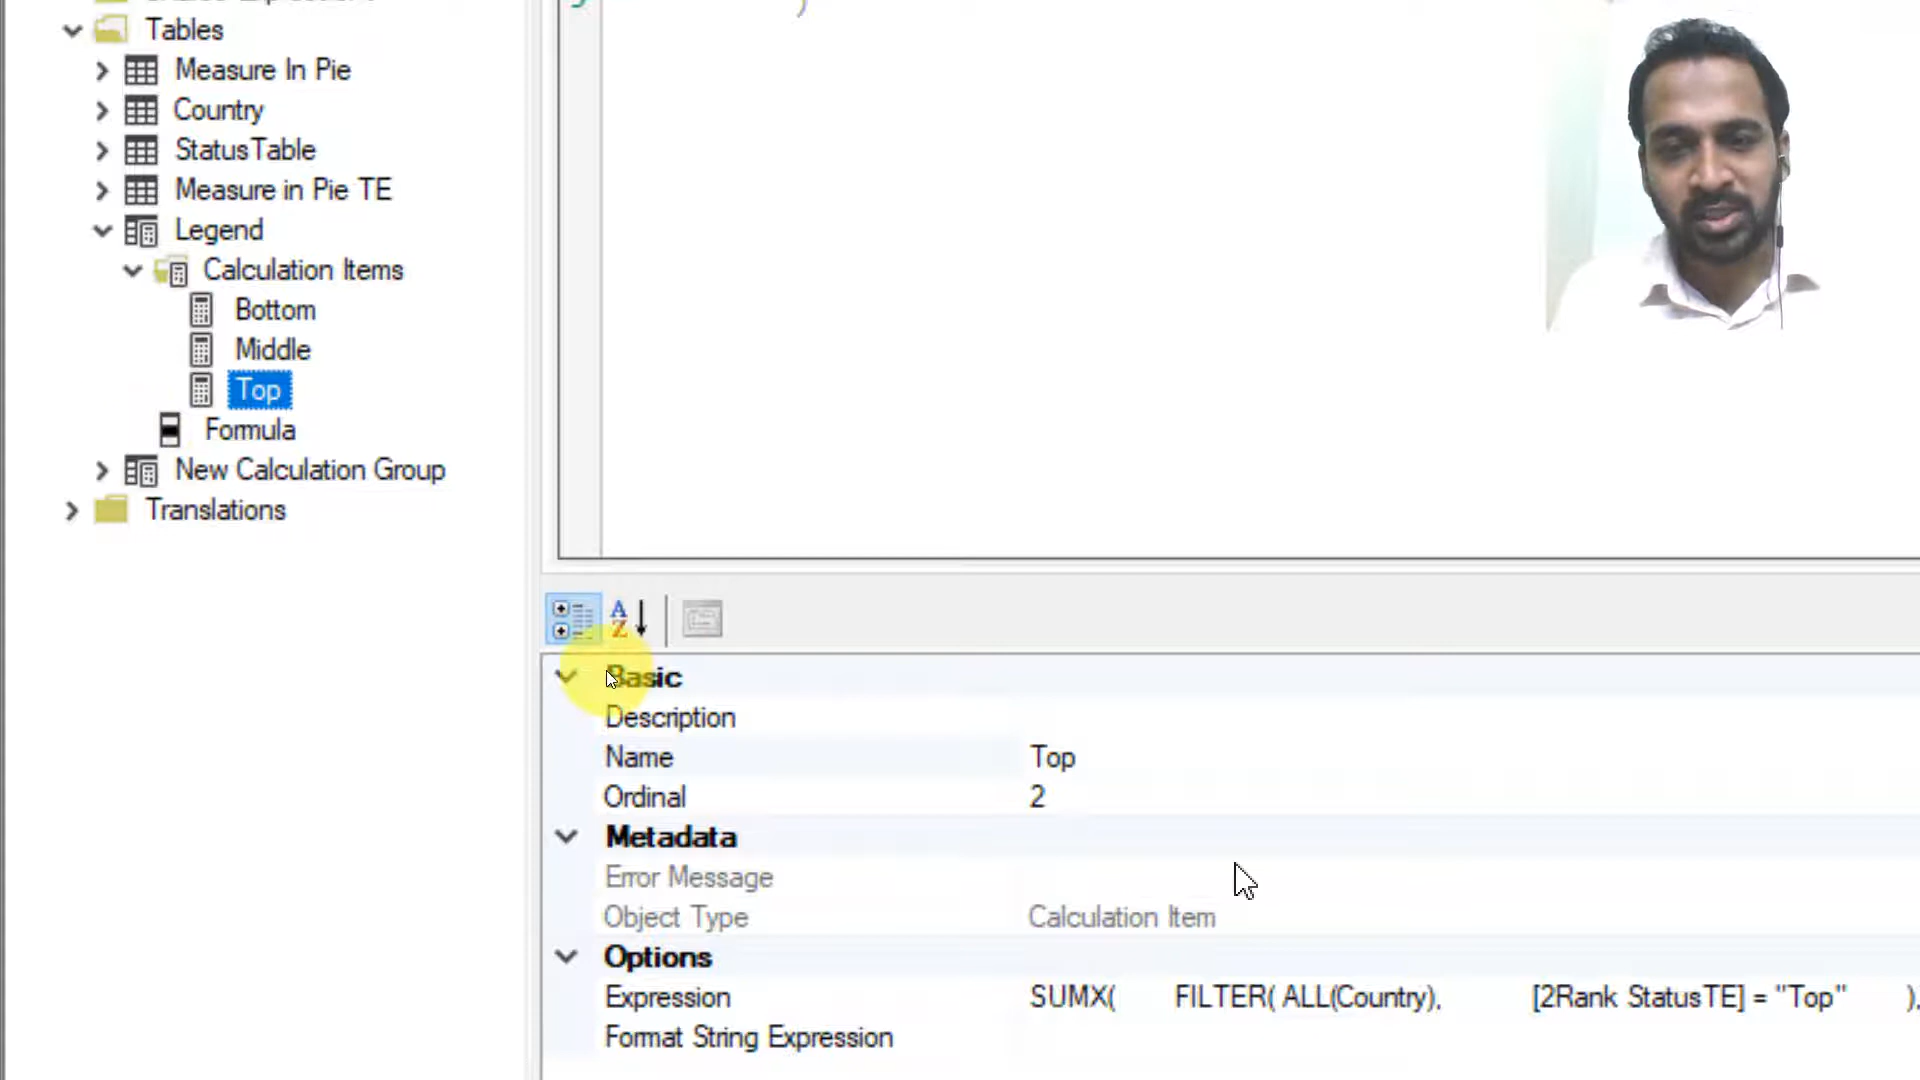 Tables
Measure In Pie
Country
StatusTable
Measure in Pie TE
Legend
Calculation Items
Bottom
Middle
Top
Formula
New Calculation Group
Translations
)
Basic
Description
Name Top
Ordinal 2
Metadata
Error Message
Object Type Calculation Item
Options
Expression SUMX( FILTER( ALL(Country), [2Rank StatusTE] = "Top" ),
Format String Expression